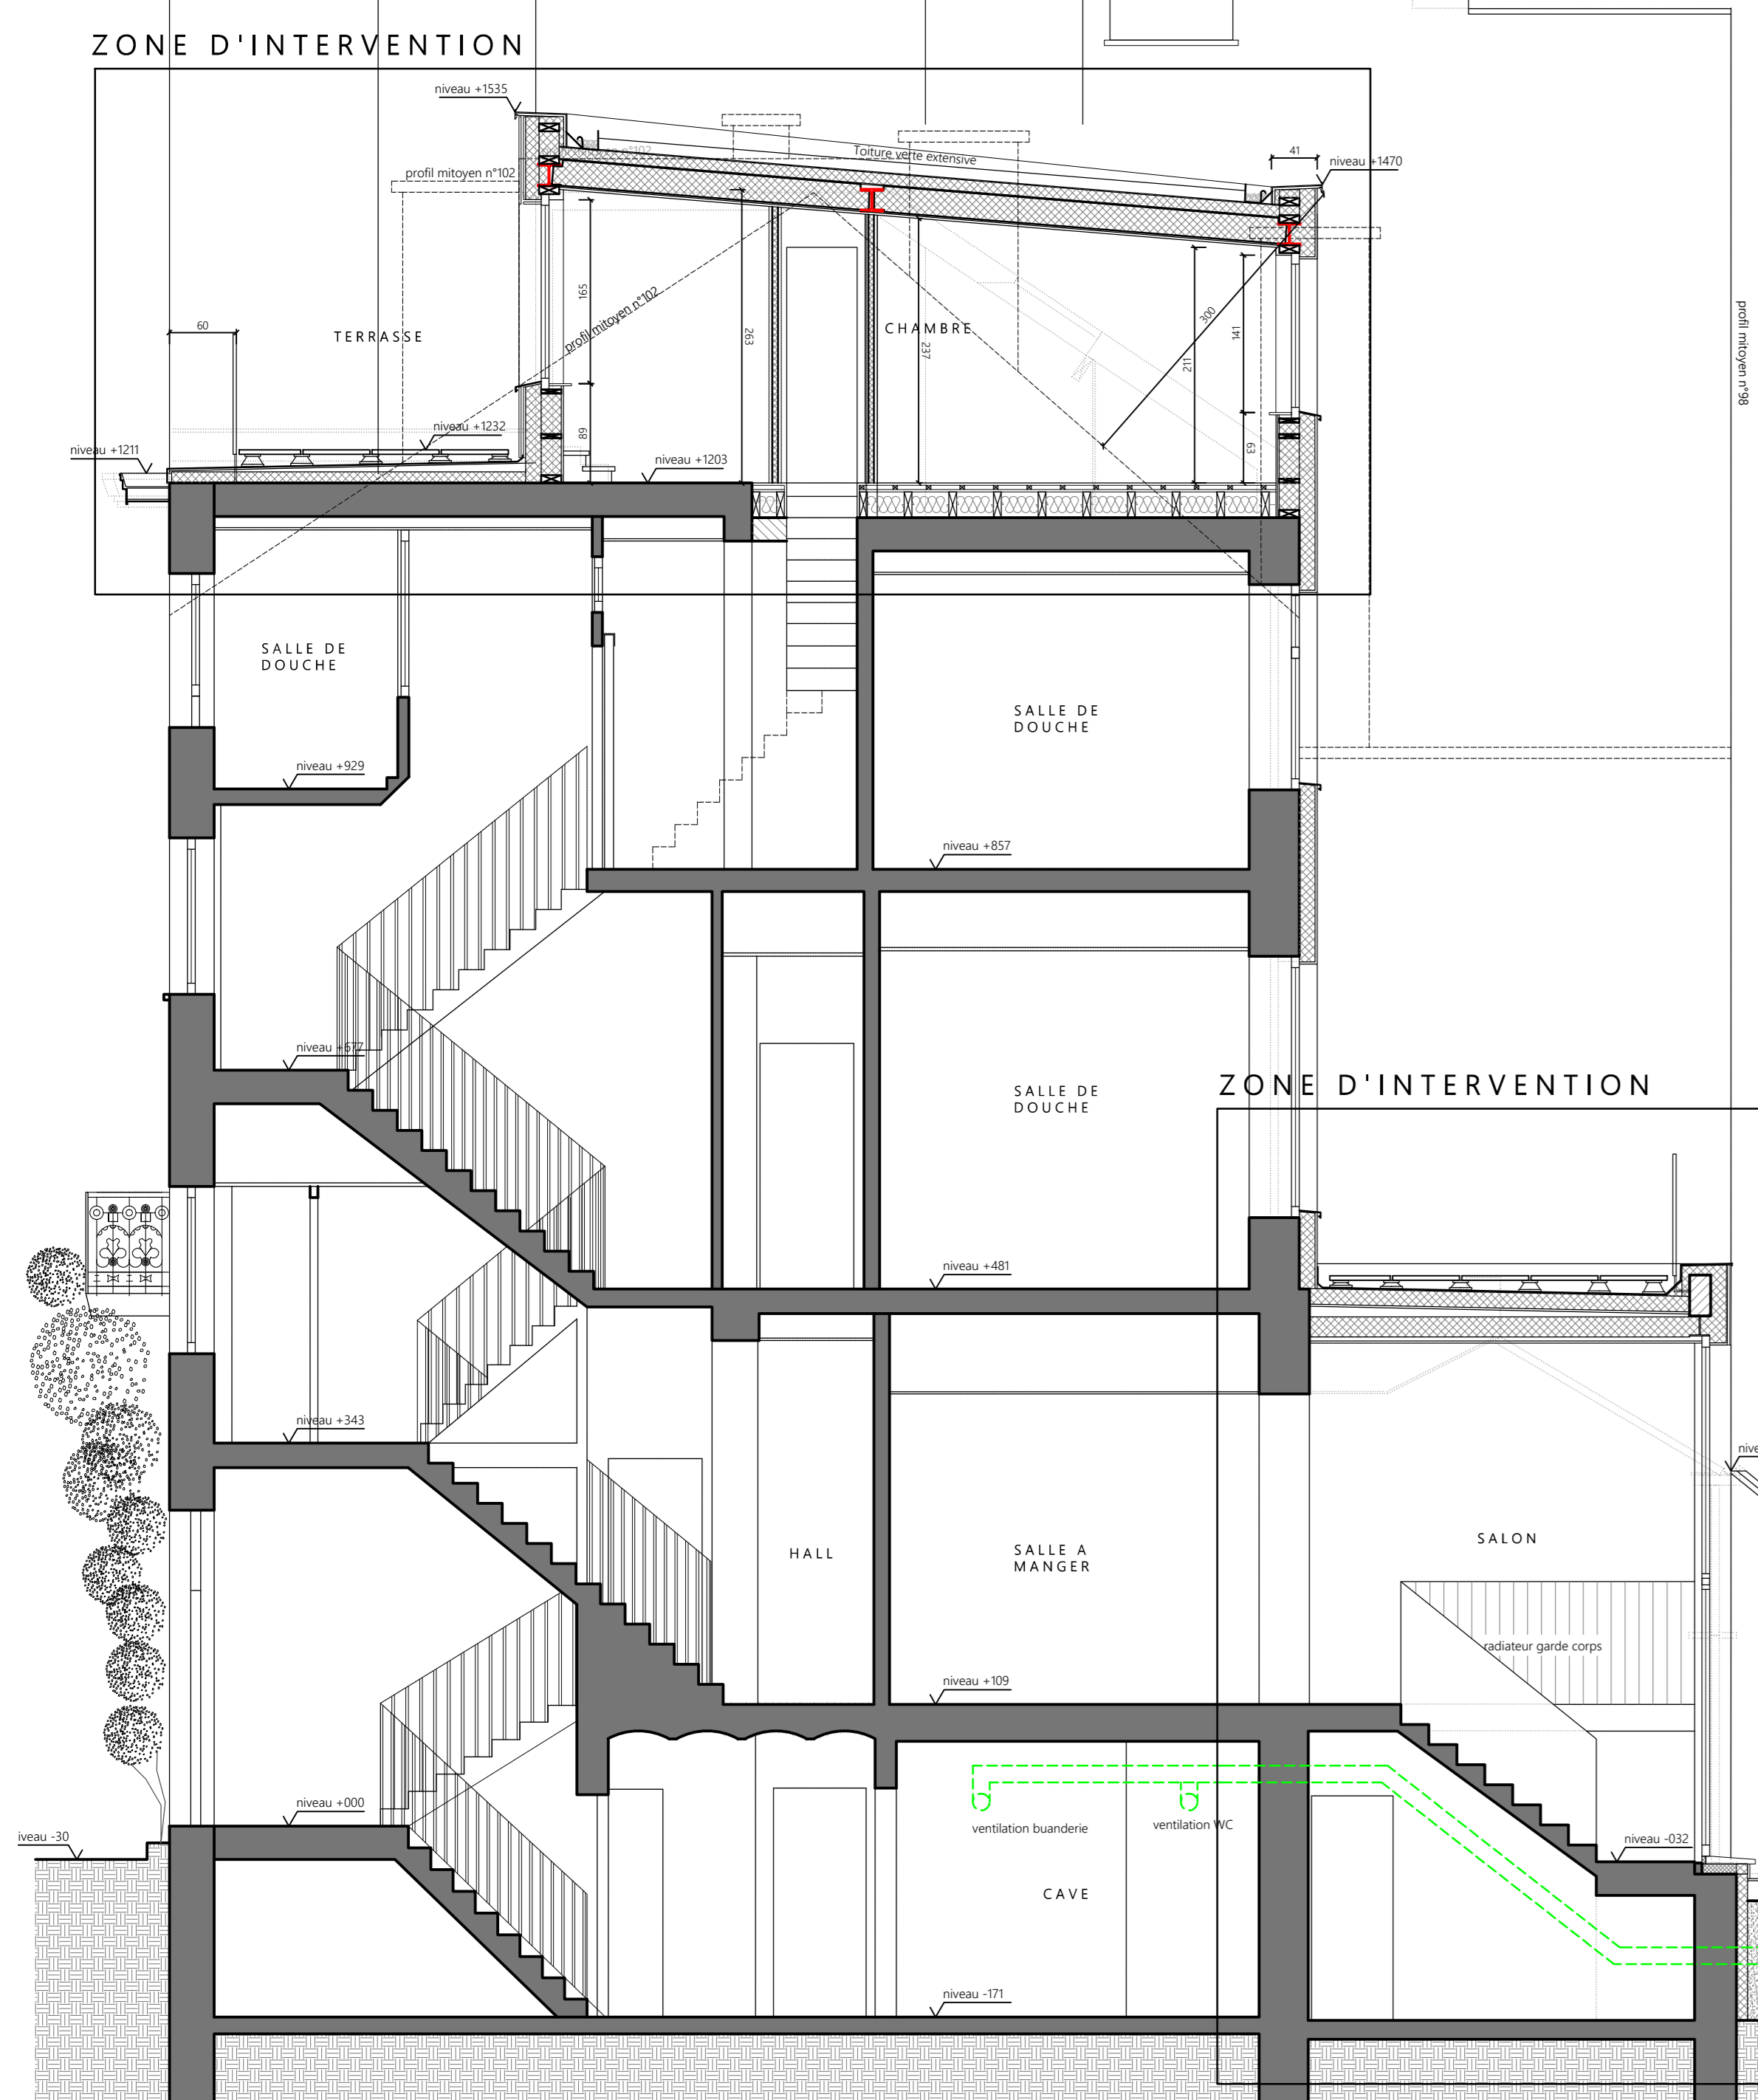 ZONE D'INTERVENTION
niveau +1535
profil mitoyen n°102
Toiture verte extensive
41
niveau +1470
profil mitoyen n°98
60
TERRASSE
165
profil mitoyen n°102
263
CHAMBRE
237
300
211
141
niveau +1211
niveau +1232
89
niveau +1203
63
SALLE DE
DOUCHE
SALLE DE
DOUCHE
niveau +929
niveau +857
niveau +677
ZONE D'INTERVENTION
SALLE DE
DOUCHE
niveau +481
niveau +343
HALL
SALLE A
MANGER
SALON
radiateur garde corps
niveau +109
niveau +000
ventilation buanderie
ventilation WC
iveau -30
niveau -032
CAVE
niveau -171